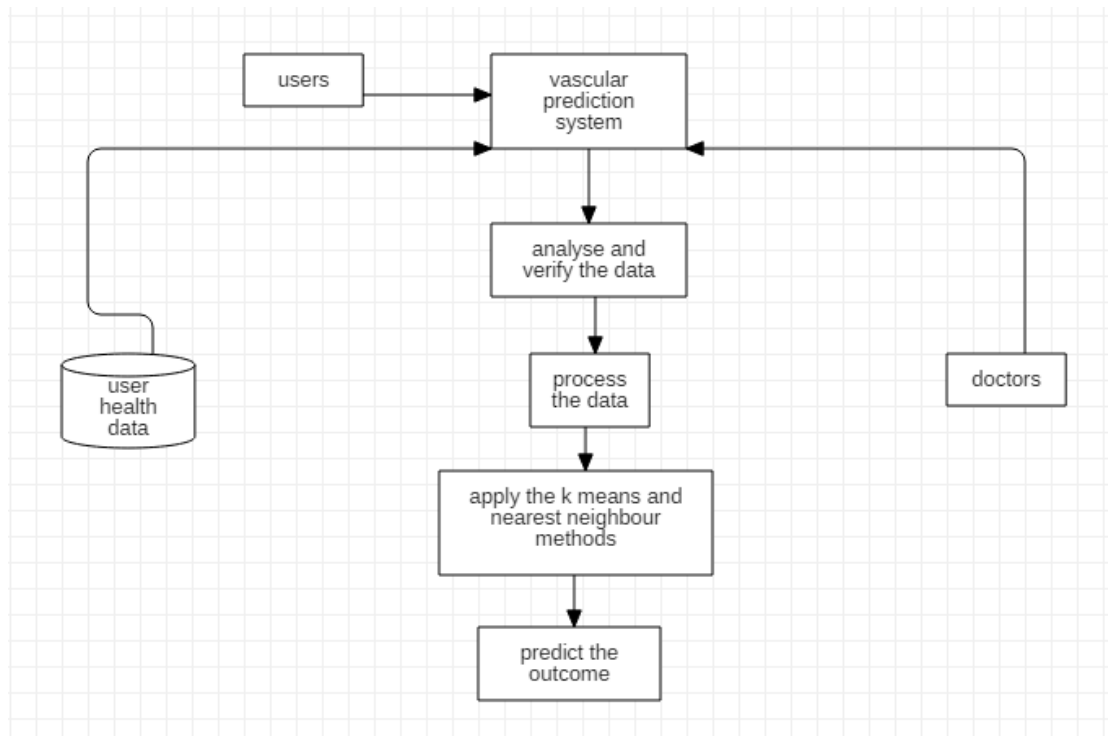 users
vascular
prediction
system
analyse and
verify the data
user
health
data
process
the data
doctors
apply the k means and
nearest neighbour
methods
predict the
outcome